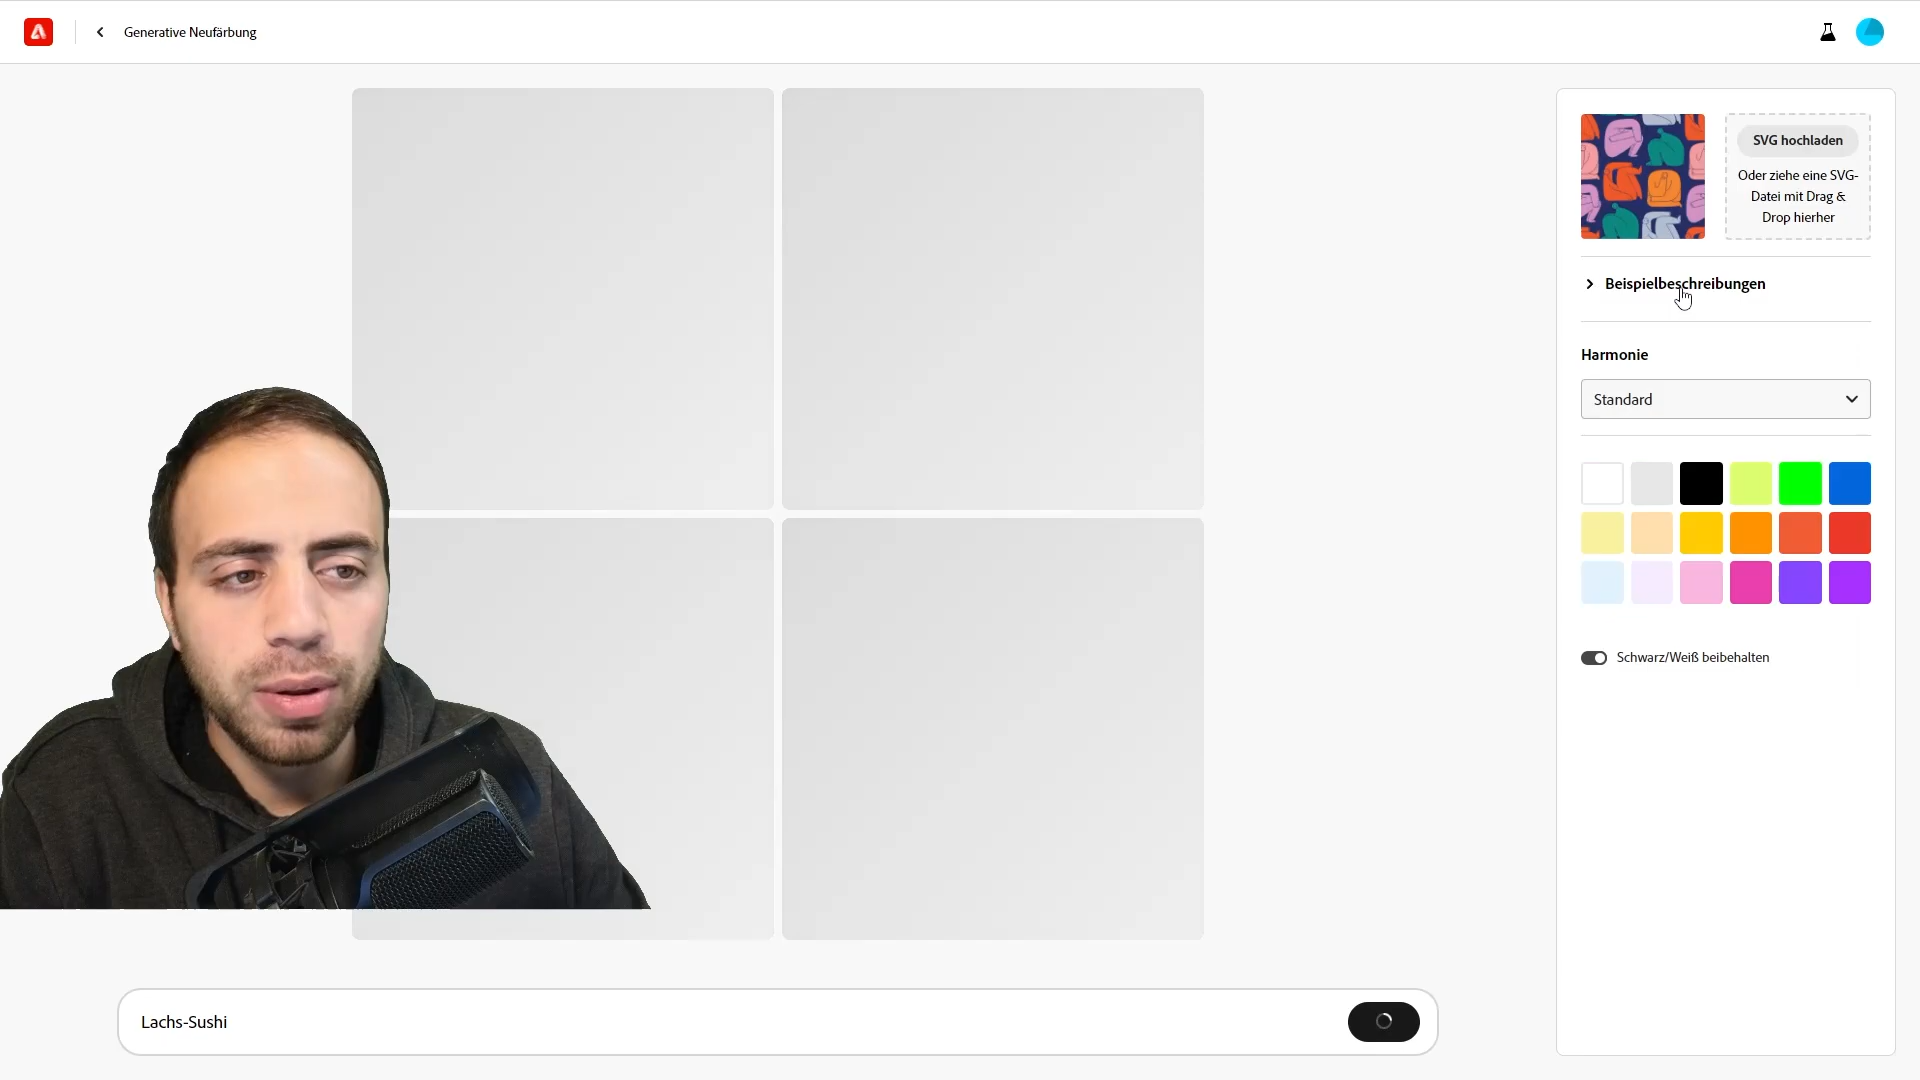 Generative Neufärbung
SVG hochladen
Oder ziehe eine SVG-
Datei mit Drag &
Drop hierher
Beispielbeschreibungen
Harmonie
Standard
Schwarz/Weiß beibehalten
Lachs-Sushi